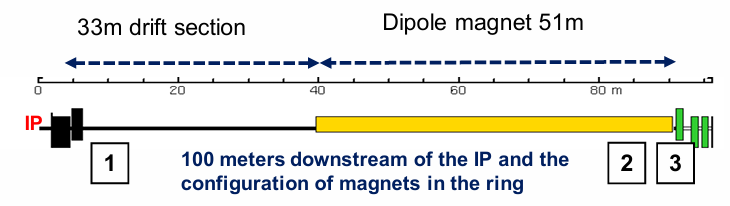 33m drift section
Dipole magnet 51m
0 20 40 60 80 m
IP
1
2
3
100 meters downstream of the IP and the
configuration of magnets in the ring